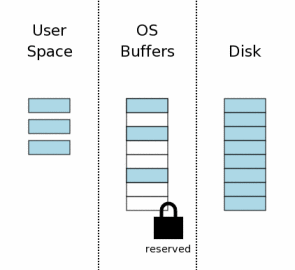 User
Space
OS
Buffers
Disk
reserved